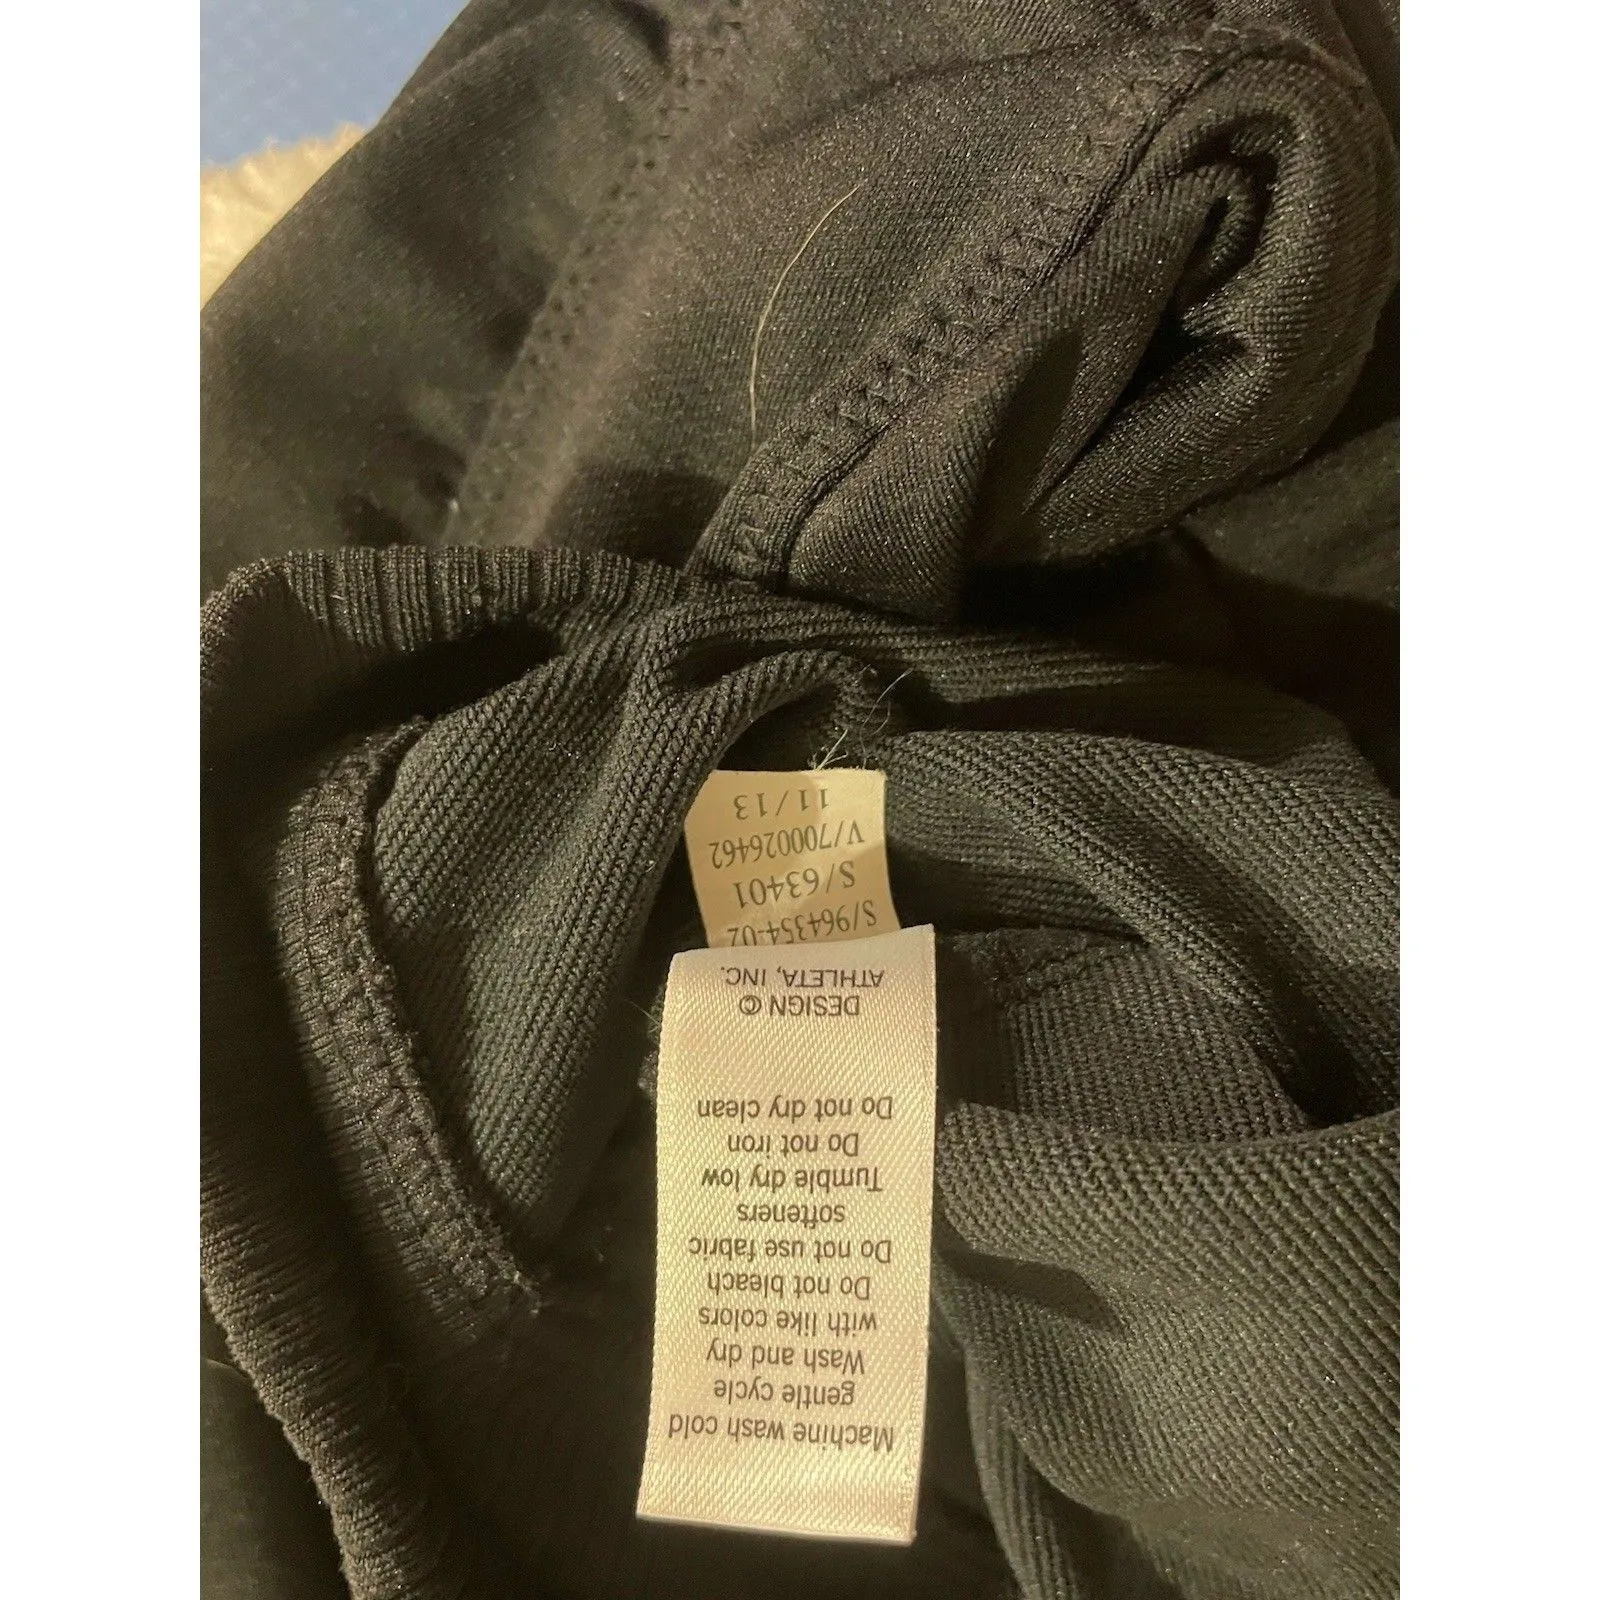 Machine wash cold
gentle cycle
Wash and dry
with like colors
Do not bleach
Do not use fabric
softeners
Tumble dry low
Do not iron
Do not dry clean
DESIGN ©
ATHLETA, INC.
S/964354-02
S/63401
V/700026462
11/13